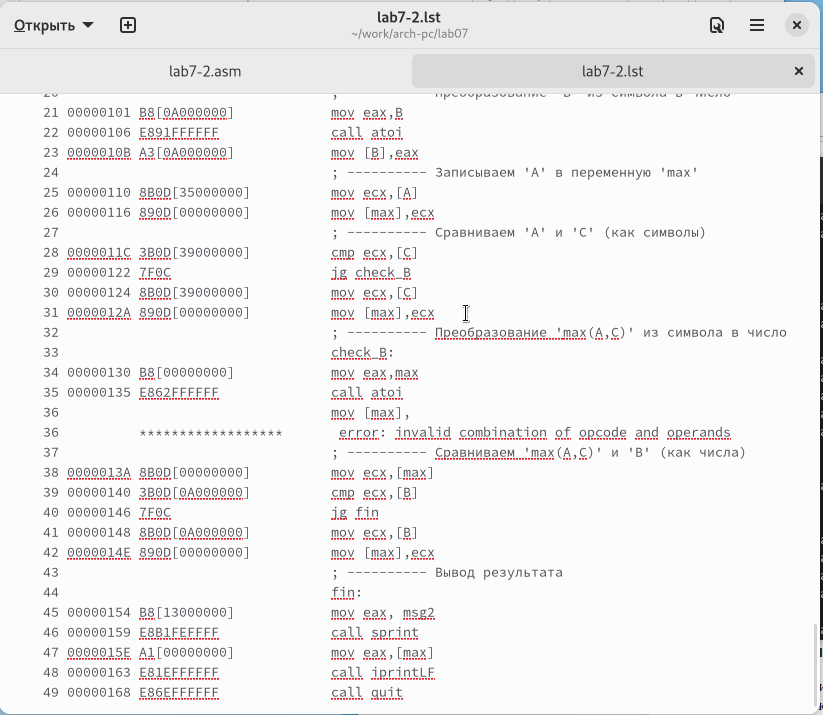 Открыть
lab7-2.lst
~/work/arch-pc/lab07
lab7-2.asm
lab7-2.lst
20 ; ---------- Преобразование 'B' из символа в число
21 00000101 B8[0A000000] mov eax,B
22 00000106 E891FFFFFF call atoi
23 0000010B A3[0A000000] mov [B],eax
24 ; ---------- Записываем 'A' в переменную 'max'
25 00000110 8B0D[35000000] mov ecx,[A]
26 00000116 890D[00000000] mov [max],ecx
27 ; ---------- Сравниваем 'A' и 'С' (как символы)
28 0000011C 3B0D[39000000] cmp ecx,[C]
29 00000122 7F0C jg check_B
30 00000124 8B0D[39000000] mov ecx,[C]
31 0000012A 890D[00000000] mov [max],ecx
32 ; ---------- Преобразование 'max(A,C)' из символа в число
33 check_B:
34 00000130 B8[00000000] mov eax,max
35 00000135 E862FFFFFF call atoi
36 mov [max],
36 ****************** error: invalid combination of opcode and operands
37 ; ---------- Сравниваем 'max(A,C)' и 'B' (как числа)
38 0000013A 8B0D[00000000] mov ecx,[max]
39 00000140 3B0D[0A000000] cmp ecx,[B]
40 00000146 7F0C jg fin
41 00000148 8B0D[0A000000] mov ecx,[B]
42 0000014E 890D[00000000] mov [max],ecx
43 ; ---------- Вывод результата
44 fin:
45 00000154 B8[13000000] mov eax, msg2
46 00000159 E8B1FEFFFF call sprint
47 0000015E A1[00000000] mov eax,[max]
48 00000163 E81EFFFFFF call iprintLF
49 00000168 E86EFFFFFF call quit